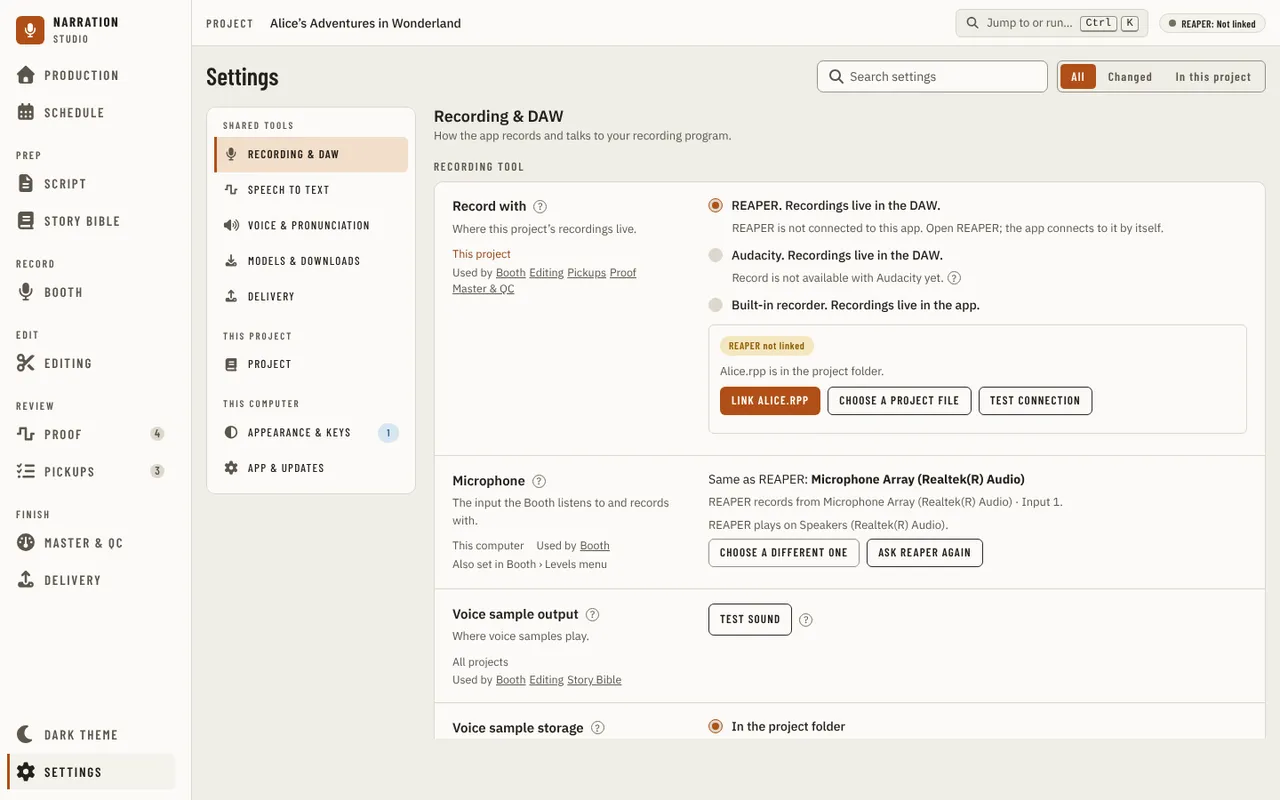 NARRATION
STUDIO
PRODUCTION
SCHEDULE
PREP
SCRIPT
STORY BIBLE
RECORD
BOOTH
EDIT
EDITING
REVIEW
PROOF 4
PICKUPS 3
FINISH
MASTER & QC
DELIVERY
DARK THEME
SETTINGS
PROJECT Alice’s Adventures in Wonderland
Jump to or run… Ctrl K
REAPER: Not linked
Settings
Search settings
All Changed In this project
SHARED TOOLS
RECORDING & DAW
SPEECH TO TEXT
VOICE & PRONUNCIATION
MODELS & DOWNLOADS
DELIVERY
THIS PROJECT
PROJECT
THIS COMPUTER
APPEARANCE & KEYS 1
APP & UPDATES
Recording & DAW
How the app records and talks to your recording program.
RECORDING TOOL
Record with ?
Where this project’s recordings live.
This project
Used by Booth Editing Pickups Proof
Master & QC
REAPER. Recordings live in the DAW.
REAPER is not connected to this app. Open REAPER; the app connects to it by itself.
Audacity. Recordings live in the DAW.
Record is not available with Audacity yet. ?
Built-in recorder. Recordings live in the app.
REAPER not linked
Alice.rpp is in the project folder.
LINK ALICE.RPP CHOOSE A PROJECT FILE TEST CONNECTION
Microphone ?
The input the Booth listens to and records
with.
This computer Used by Booth
Also set in Booth › Levels menu
Same as REAPER: Microphone Array (Realtek(R) Audio)
REAPER records from Microphone Array (Realtek(R) Audio) · Input 1.
REAPER plays on Speakers (Realtek(R) Audio).
CHOOSE A DIFFERENT ONE ASK REAPER AGAIN
Voice sample output ?
Where voice samples play.
All projects
Used by Booth Editing Story Bible
TEST SOUND ?
Voice sample storage ?
In the project folder